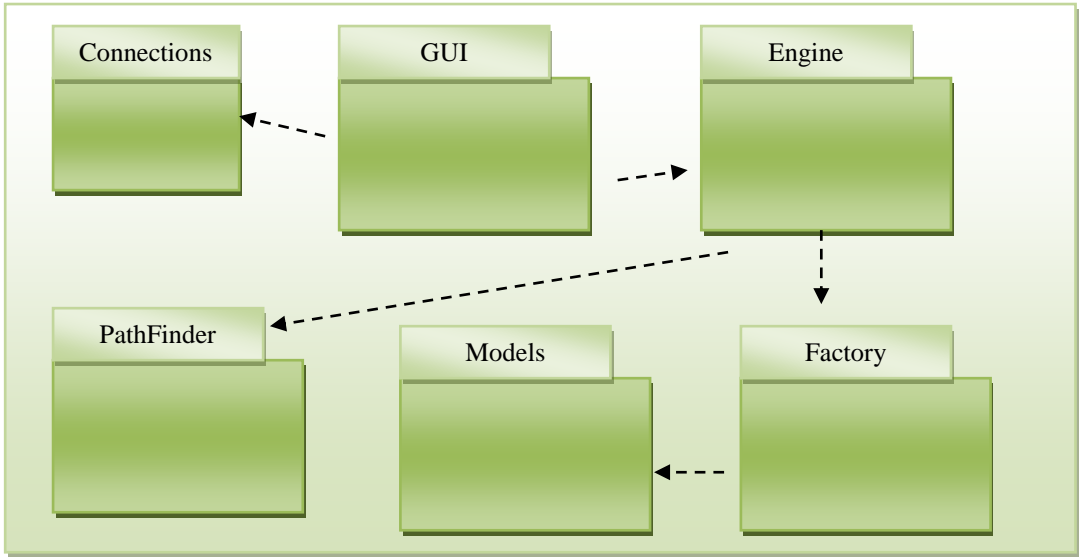 Connections
GUI
Engine
PathFinder
Models
Factory